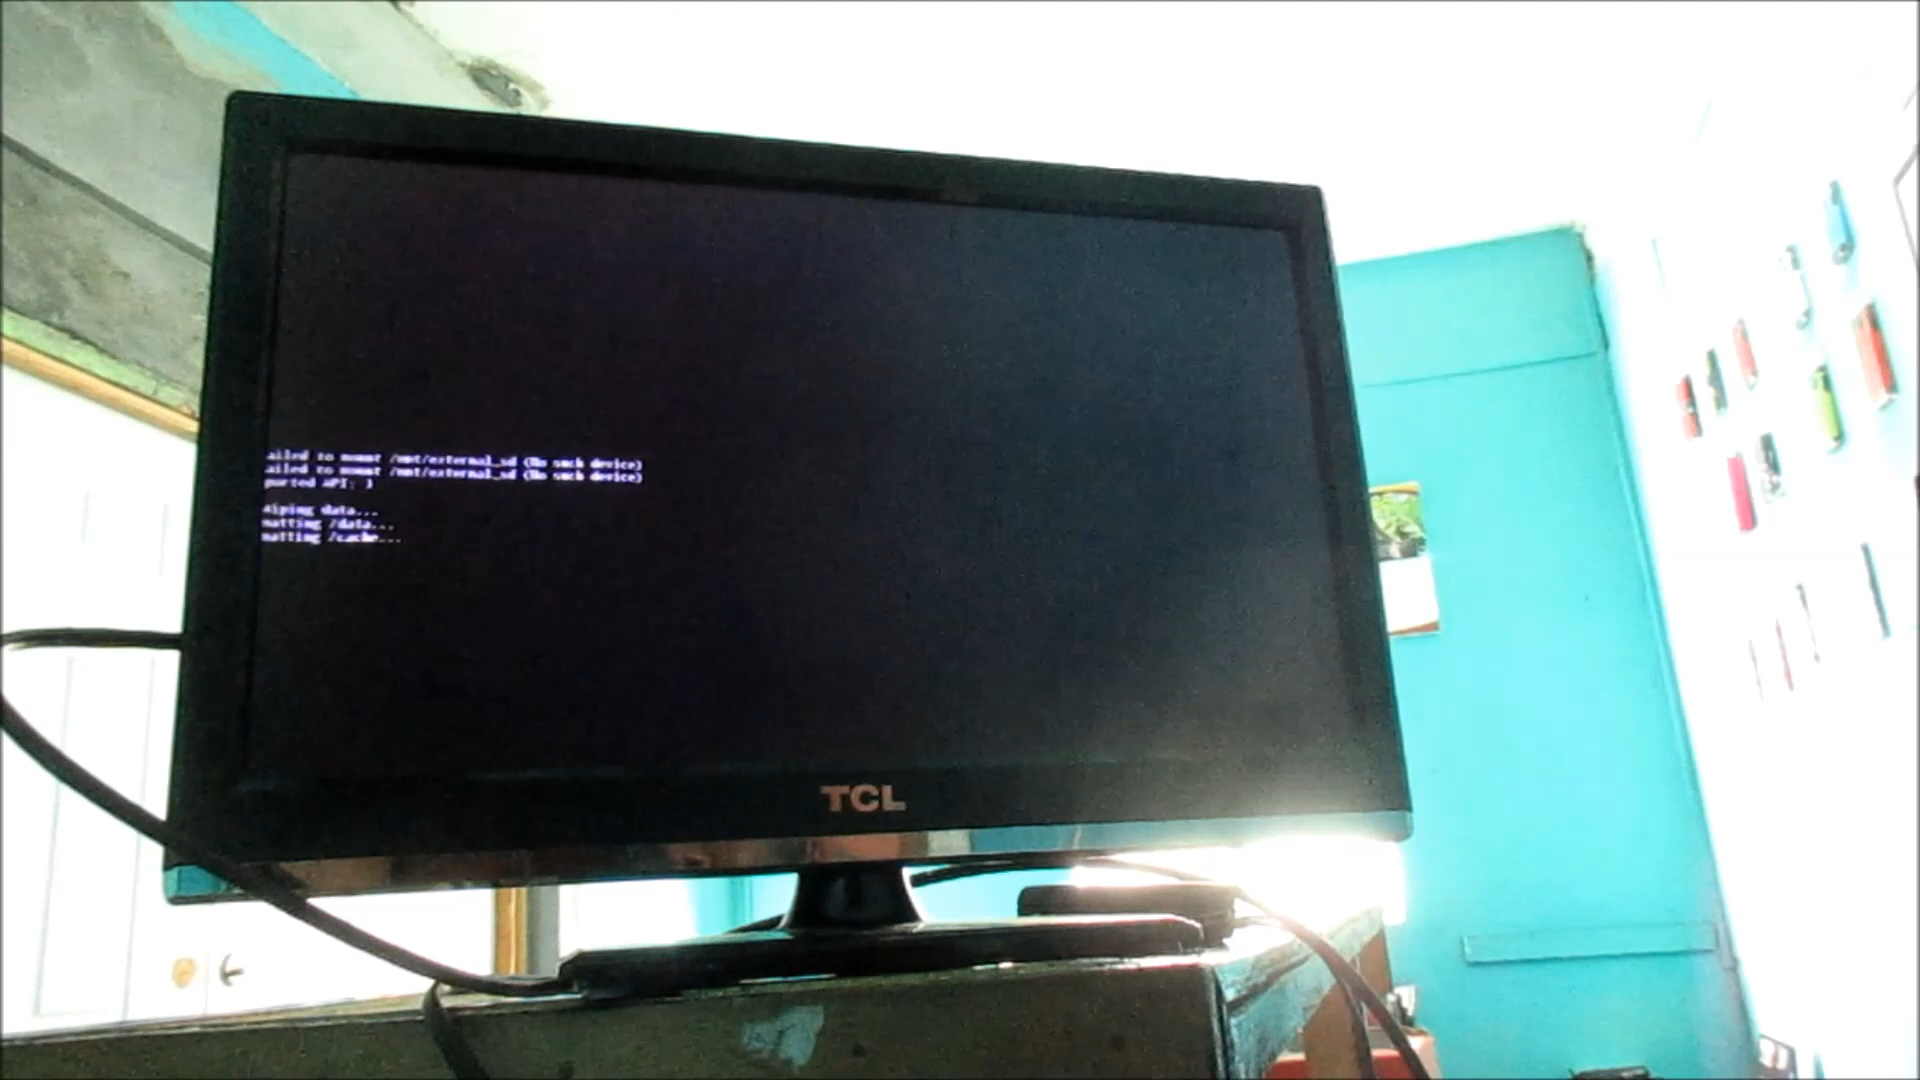 ailed to mount /mnt/external_sd (No such device)
ailed to mount /mnt/external_sd (No such device)
ported API: 3
Wiping data...
matting /data...
matting /cache...
TCL